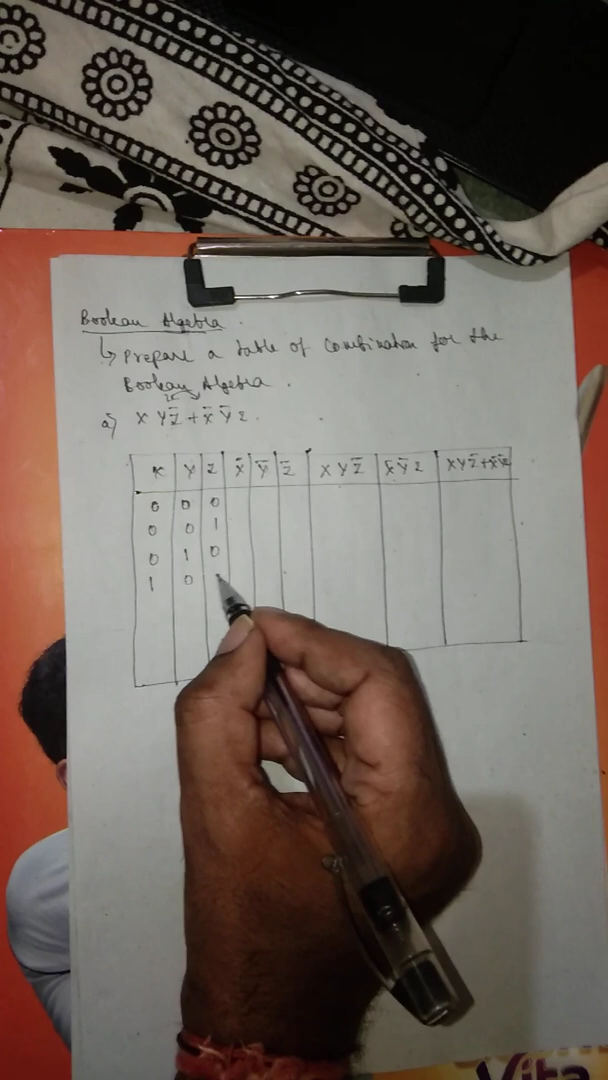 Boolean Algebra.
↳ Prepare a table of Combination for the
Boolean Algebra.
a) X Y Z̅ + X̅ Y̅ Z.
X Y Z X̅ Y̅ Z̅ X Y Z̅ X̅ Y̅ Z X Y Z̅ + X̅ Y̅ Z
0 0 0
0 0 1
0 1 0
1 0
Vita